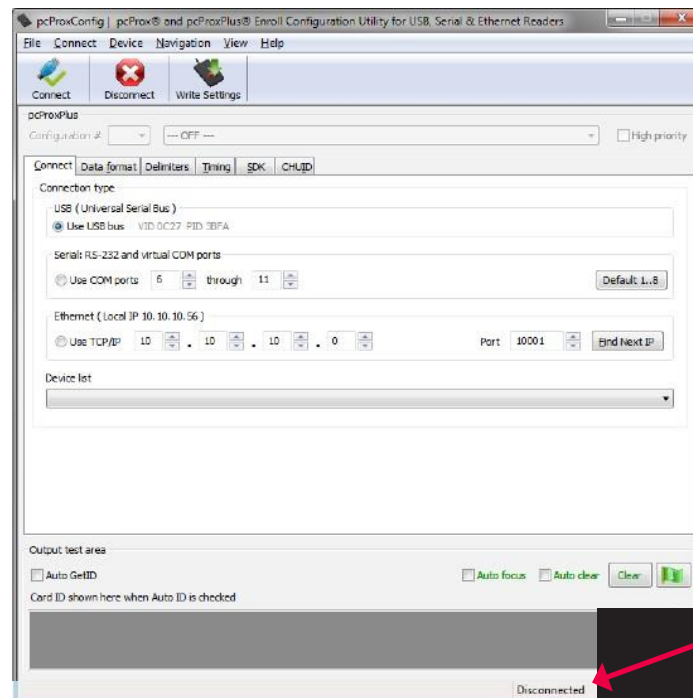 pcProxConfig | pcProx® and pcProxPlus® Enroll Configuration Utility for USB, Serial & Ethernet Readers
File Connect Device Navigation View Help
Connect Disconnect Write Settings
pcProxPlus
Configuration # --- OFF --- High priority
Connect Data format Delimiters Timing SDK CHUID
Connection type
USB ( Universal Serial Bus )
Use USB bus VID 0C27 PID 3BFA
Serial: RS-232 and virtual COM ports
Use COM ports 6 through 11 Default 1..8
Ethernet ( Local IP 10.10.10.56 )
Use TCP/IP 10 . 10 . 10 . 0 Port 10001 Find Next IP
Device list
Output test area
Auto GetID Auto focus Auto clear Clear
Card ID shown here when Auto ID is checked
Disconnected